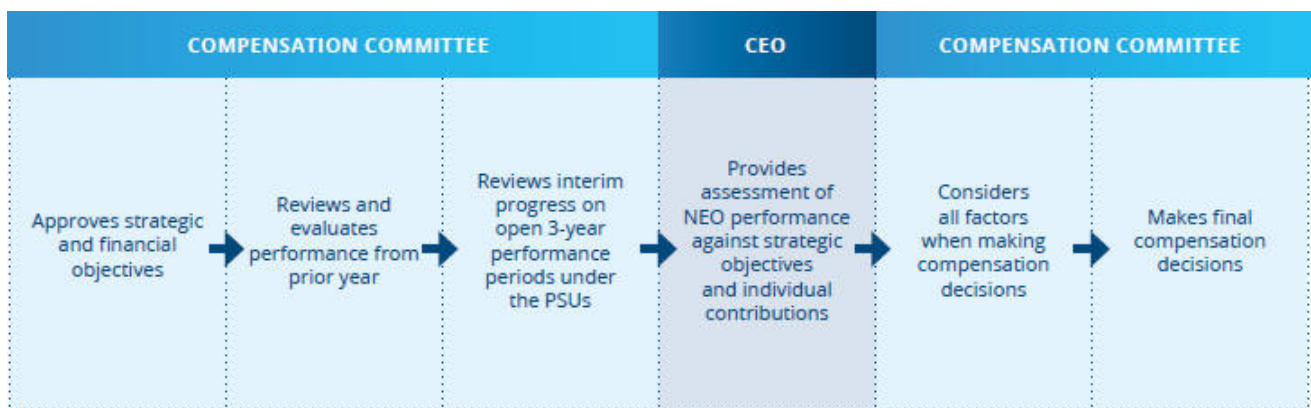 COMPENSATION COMMITTEE
CEO
COMPENSATION COMMITTEE
Approves strategic
and financial
objectives
Reviews and
evaluates
performance from
prior year
Reviews interim
progress on
open 3-year
performance
periods under
the PSUs
Provides
assessment of
NEO performance
against strategic
objectives
and individual
contributions
Considers
all factors
when making
compensation
decisions
Makes final
compensation
decisions